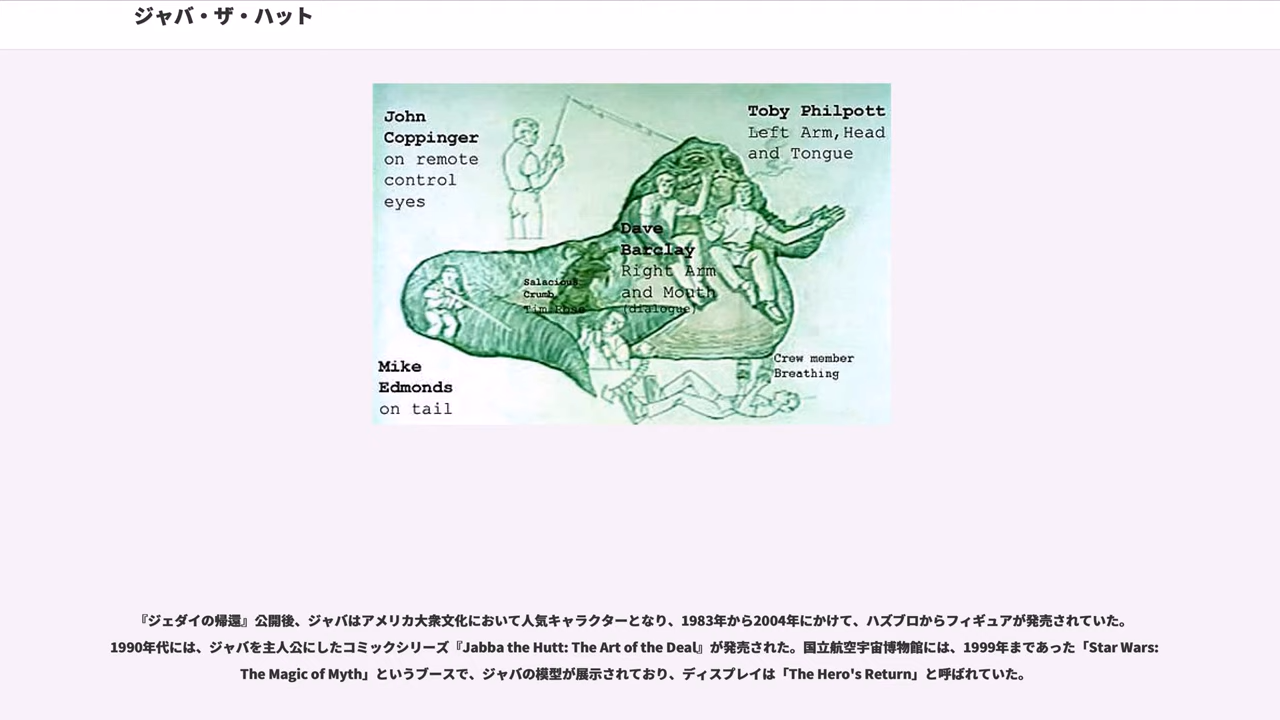 ジャバ・ザ・ハット
John
Coppinger
on remote
control
eyes
Toby Philpott
Left Arm,Head
and Tongue
Dave
Barclay
Right Arm
and Mouth
(dialogue)
Salacious
Crumb
Tim Rose
Mike
Edmonds
on tail
Crew member
Breathing
『ジェダイの帰還』公開後、ジャバはアメリカ大衆文化において人気キャラクターとなり、1983年から2004年にかけて、ハズブロからフィギュアが発売されていた。
1990年代には、ジャバを主人公にしたコミックシリーズ『Jabba the Hutt: The Art of the Deal』が発売された。国立航空宇宙博物館には、1999年まであった「Star Wars:
The Magic of Myth」というブースで、ジャバの模型が展示されており、ディスプレイは「The Hero's Return」と呼ばれていた。